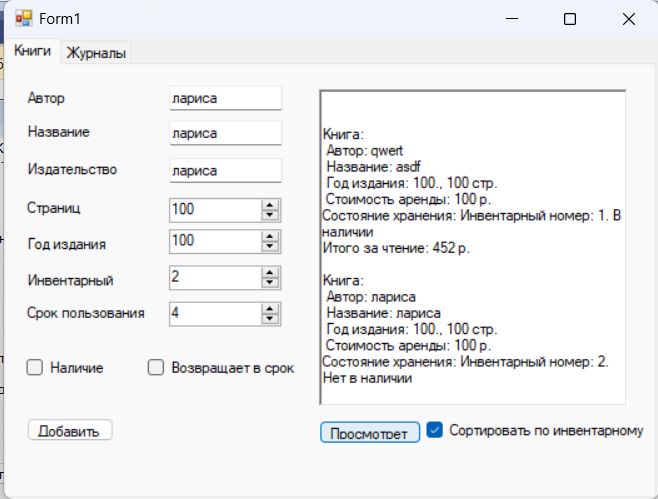 Form1
Книги
Журналы
Автор
лариса
Название
лариса
Издательство
лариса
Страниц
100
Год издания
100
Инвентарный
2
Срок пользования
4
Наличие
Возвращает в срок
Добавить
Книга:
Автор: qwert
Название: asdf
Год издания: 100., 100 стр.
Стоимость аренды: 100 р.
Состояние хранения: Инвентарный номер: 1. В
наличии
Итого за чтение: 452 р.
Книга:
Автор: лариса
Название: лариса
Год издания: 100., 100 стр.
Стоимость аренды: 100 р.
Состояние хранения: Инвентарный номер: 2.
Нет в наличии
Просмотрет
Сортировать по инвентарному